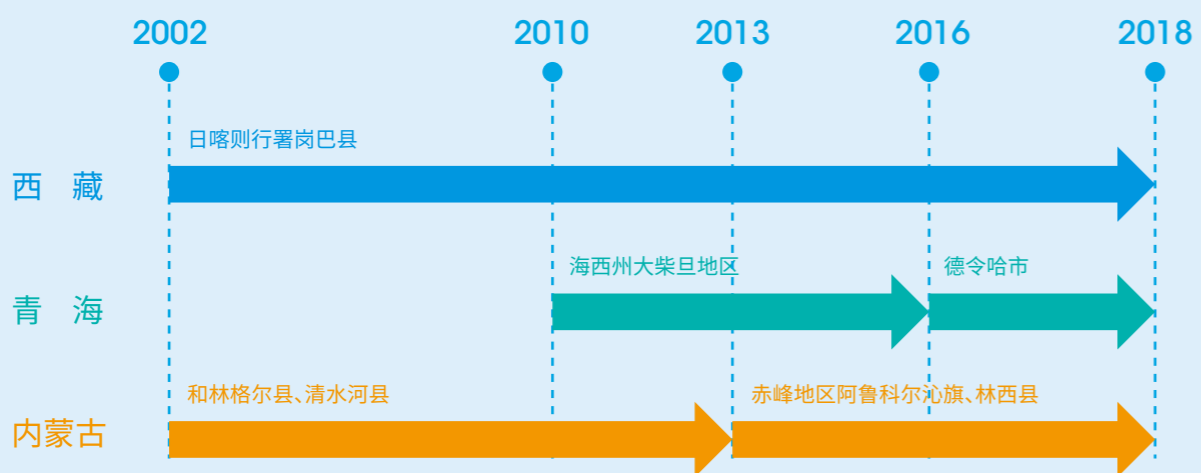 2002 2010 2013 2016 2018
日喀则行署岗巴县
西 藏
海西州大柴旦地区 德令哈市
青 海
和林格尔县、清水河县 赤峰地区阿鲁科尔沁旗、林西县
内蒙古